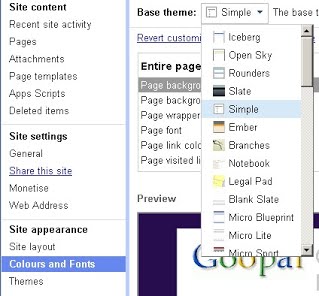 Site content
Recent site activity
Pages
Attachments
Page templates
Apps Scripts
Deleted items
Site settings
General
Share this site
Monetise
Web Address
Site appearance
Site layout
Colours and Fonts
Themes
Base theme: Simple The base t
Revert customi
Entire page
Page backgro
Page backgro
Page wrapper
Page font
Page link colo
Page visited li
Iceberg
Open Sky
Rounders
Slate
Simple
Ember
Branches
Notebook
Legal Pad
Blank Slate
Micro Blueprint
Micro Lite
Micro Sport
Preview